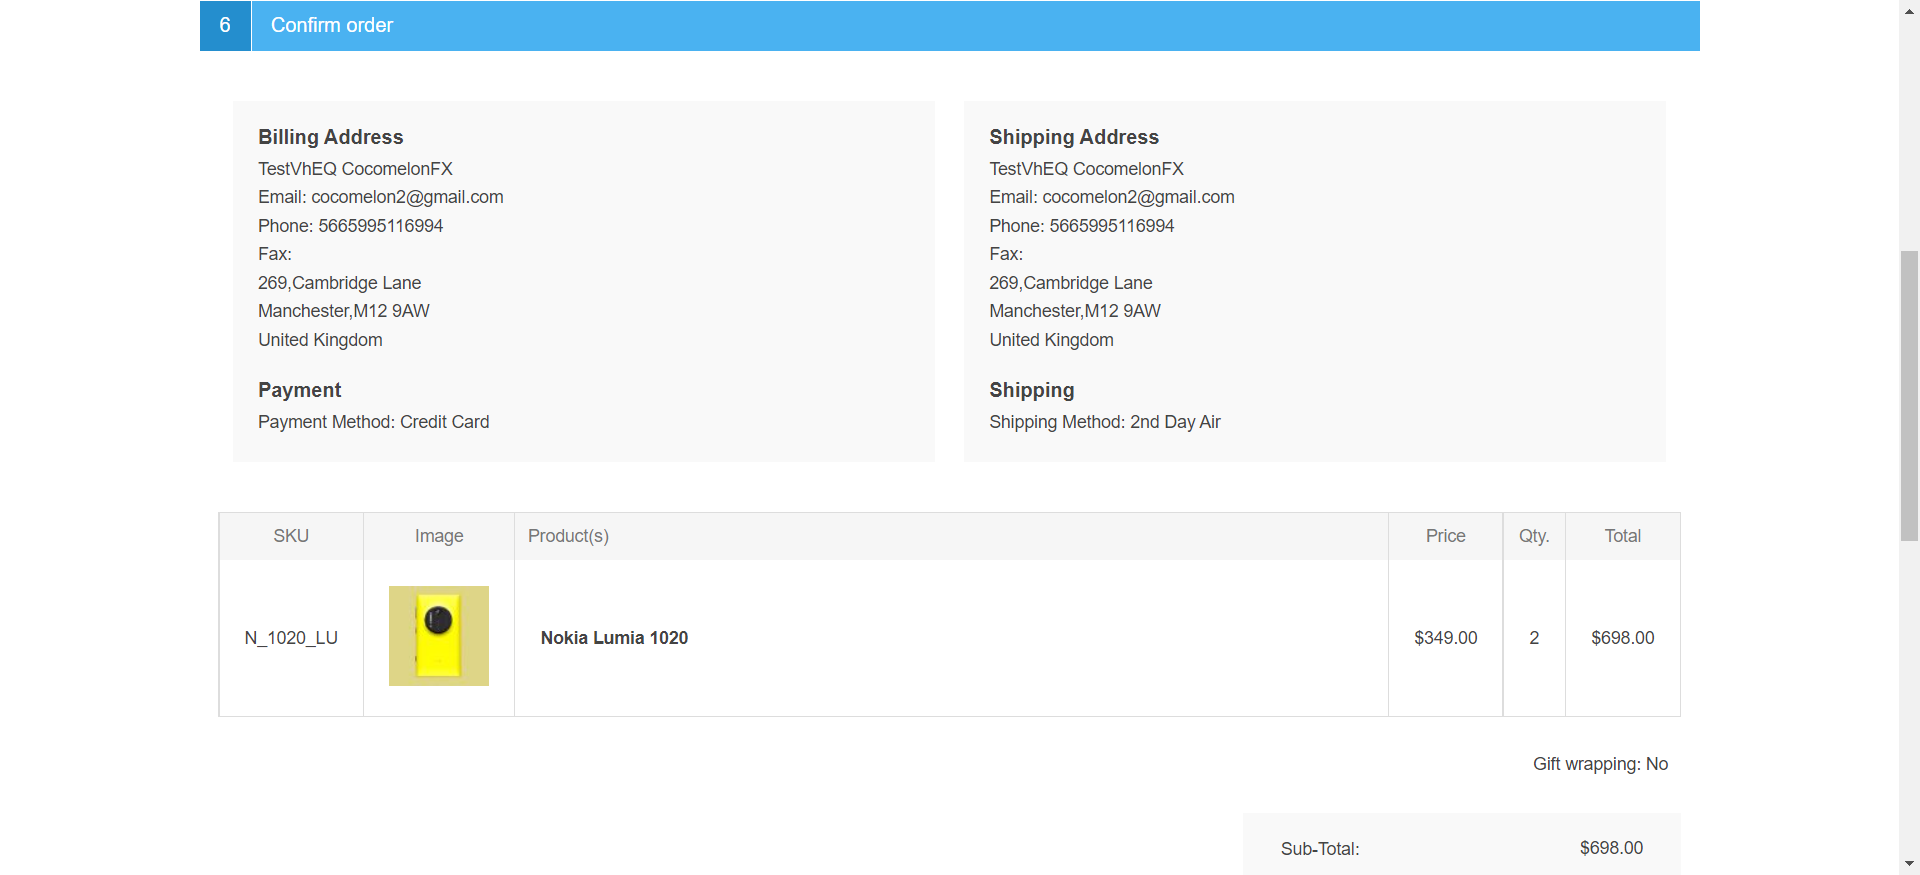 6 Confirm order
Billing Address
TestVhEQ CocomelonFX
Email: cocomelon2@gmail.com
Phone: 5665995116994
Fax:
269,Cambridge Lane
Manchester,M12 9AW
United Kingdom
Payment
Payment Method: Credit Card
Shipping Address
TestVhEQ CocomelonFX
Email: cocomelon2@gmail.com
Phone: 5665995116994
Fax:
269,Cambridge Lane
Manchester,M12 9AW
United Kingdom
Shipping
Shipping Method: 2nd Day Air
SKU Image Product(s) Price Qty. Total
N_1020_LU Nokia Lumia 1020 $349.00 2 $698.00
Gift wrapping: No
Sub-Total: $698.00